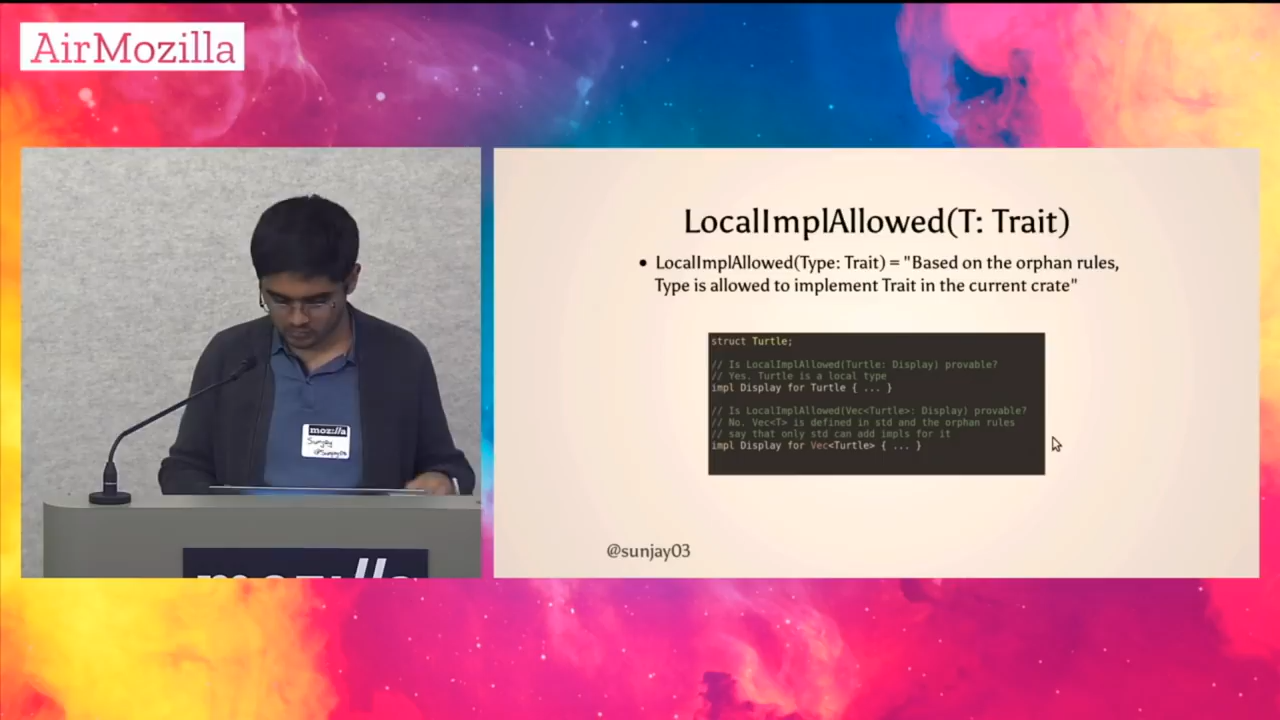 AirMozilla
moz://a
Sunjay
@Sunjay03
moz://a
LocalImplAllowed(T: Trait)
• LocalImplAllowed(Type: Trait) = "Based on the orphan rules,
Type is allowed to implement Trait in the current crate"
struct Turtle;
// Is LocalImplAllowed(Turtle: Display) provable?
// Yes. Turtle is a local type
impl Display for Turtle { ... }
// Is LocalImplAllowed(Vec<Turtle>: Display) provable?
// No. Vec<T> is defined in std and the orphan rules
// say that only std can add impls for it
impl Display for Vec<Turtle> { ... }
@sunjay03